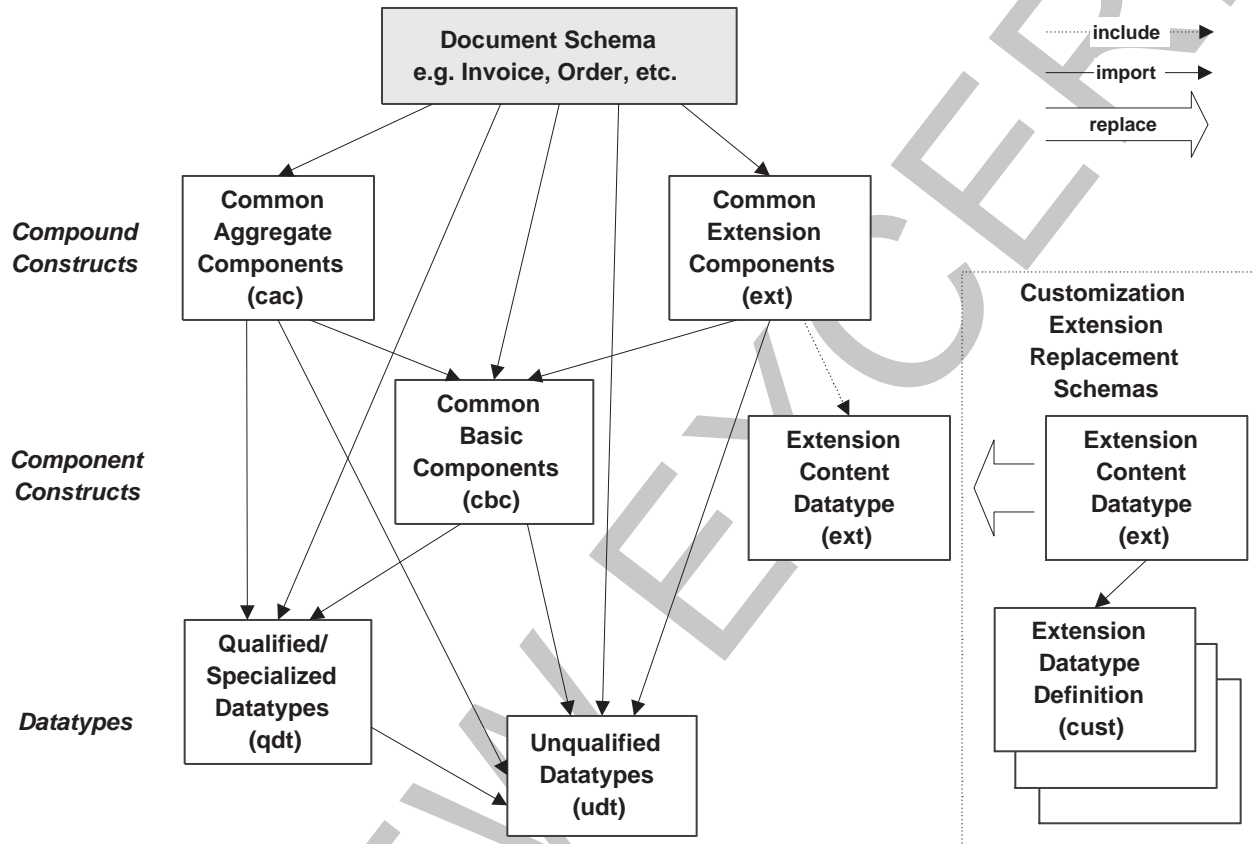 Document Schema
e.g. Invoice, Order, etc.
include
import
replace
Compound
Constructs
Common
Aggregate
Components
(cac)
Common
Extension
Components
(ext)
Customization
Extension
Replacement
Schemas
Component
Constructs
Common
Basic
Components
(cbc)
Extension
Content
Datatype
(ext)
Extension
Content
Datatype
(ext)
Datatypes
Qualified/
Specialized
Datatypes
(qdt)
Unqualified
Datatypes
(udt)
Extension
Datatype
Definition
(cust)